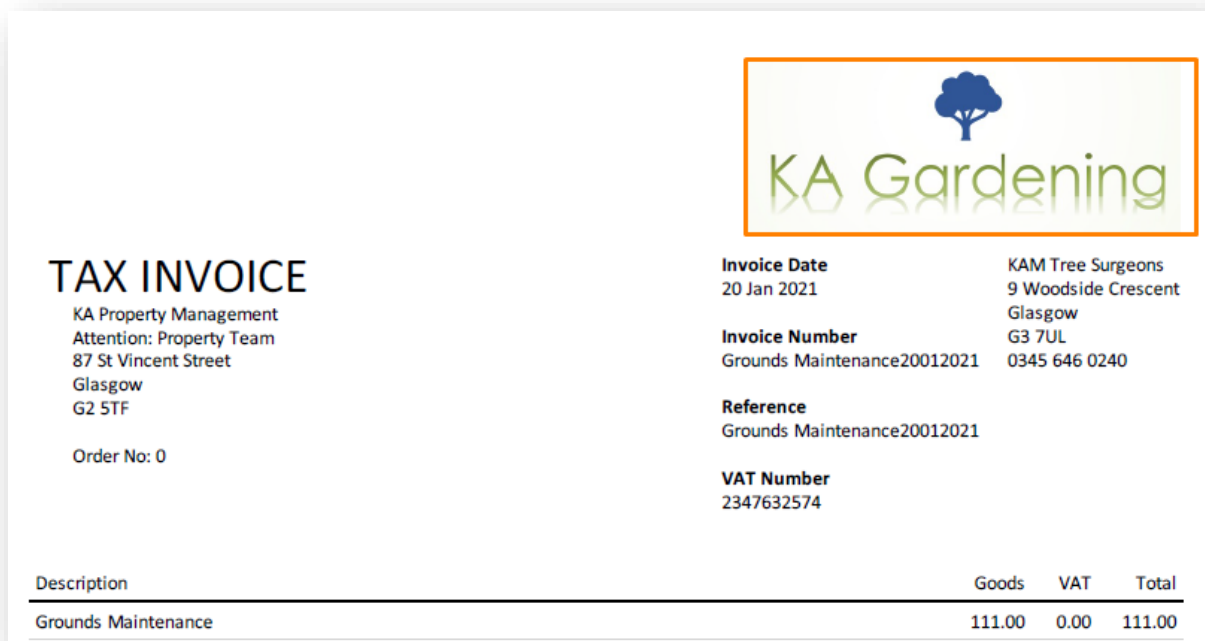 KA Gardening
TAX INVOICE
KA Property Management
Attention: Property Team
87 St Vincent Street
Glasgow
G2 5TF
Order No: 0
Invoice Date
20 Jan 2021
Invoice Number
Grounds Maintenance20012021
Reference
Grounds Maintenance20012021
VAT Number
2347632574
KAM Tree Surgeons
9 Woodside Crescent
Glasgow
G3 7UL
0345 646 0240
Description Goods VAT Total
Grounds Maintenance 111.00 0.00 111.00